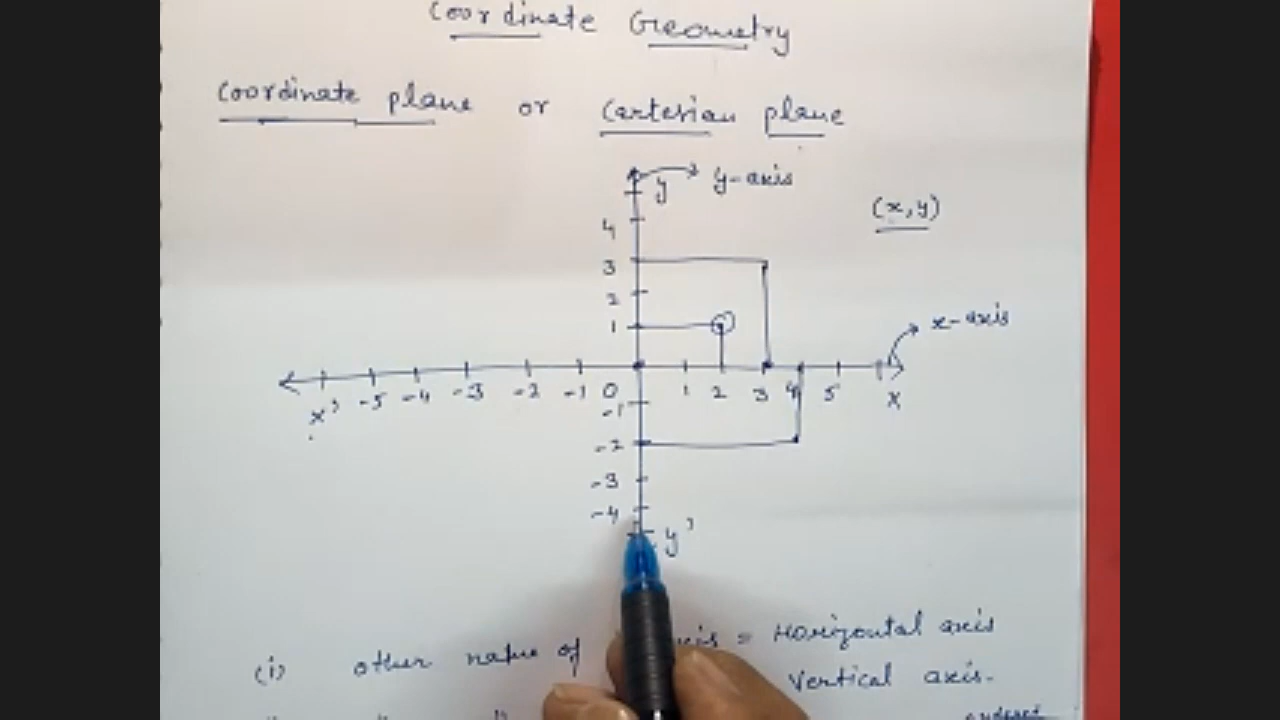 Coordinate Geometry
Coordinate plane or Carterian plane
y y-axis
(x,y)
4
3
2
1
x-axis
x' -5 -4 -3 -2 -1 0 1 2 3 4 5 x
-1
-2
-3
-4
y'
(i) other name of = Horizontal axis
Vertical axis.